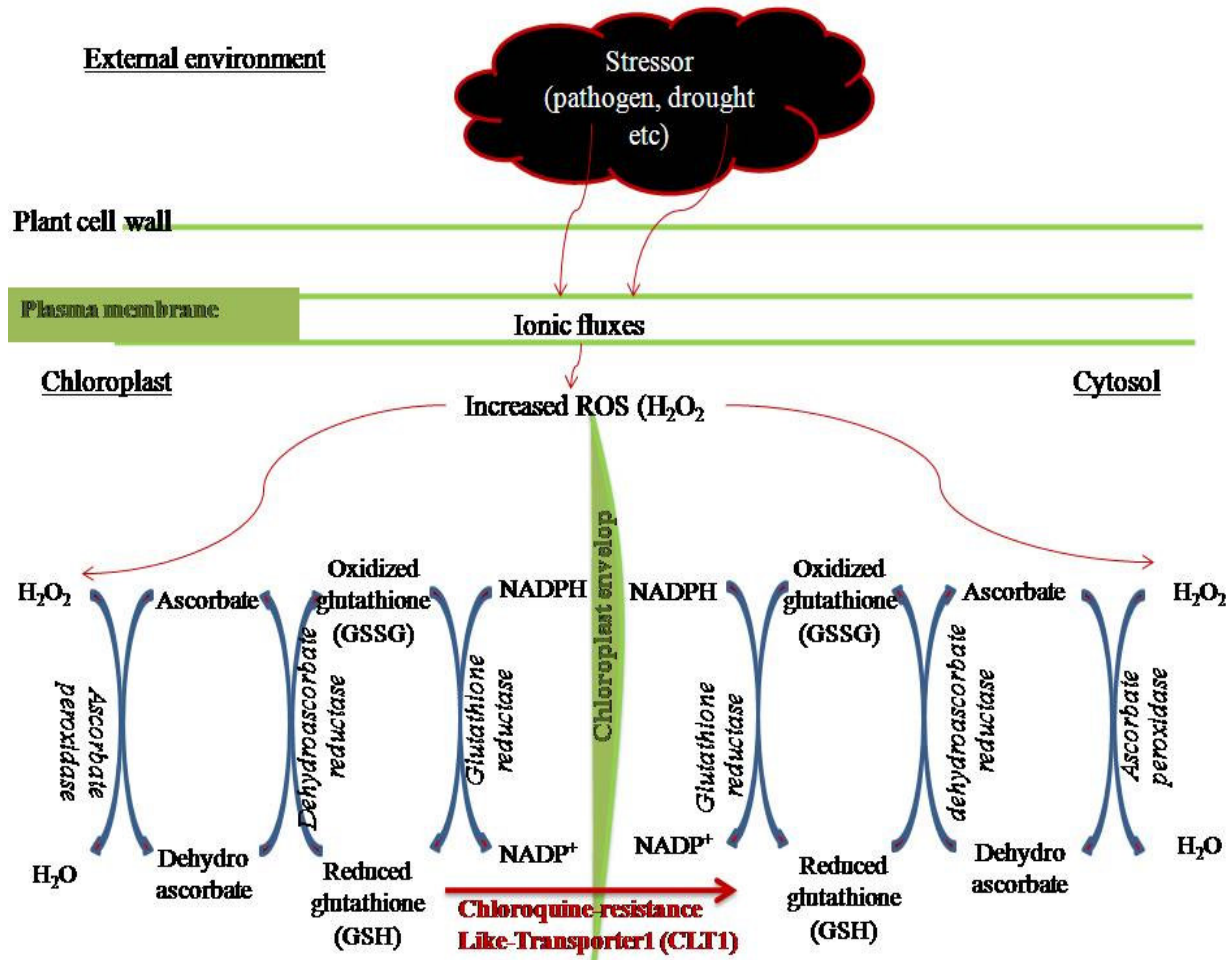 External environment
Stressor
(pathogen, drought
etc)
Plant cell wall
Plasma membrane
Ionic fluxes
Chloroplast
Cytosol
Increased ROS (H₂O₂
Chloroplast envelop
H₂O₂
Ascorbate
Oxidized
glutathione
(GSSG)
NADPH
Ascorbate
peroxidase
Dehydroascorbate
reductase
Glutathione
reductase
H₂O
Dehydro
ascorbate
Reduced
glutathione
(GSH)
NADP⁺
NADPH
Oxidized
glutathione
(GSSG)
Ascorbate
H₂O₂
Glutathione
reductase
dehydroascorbate
reductase
Ascorbate
peroxidase
NADP⁺
Reduced
glutathione
(GSH)
Dehydro
ascorbate
H₂O
Chloroquine-resistance
Like-Transporter1 (CLT1)